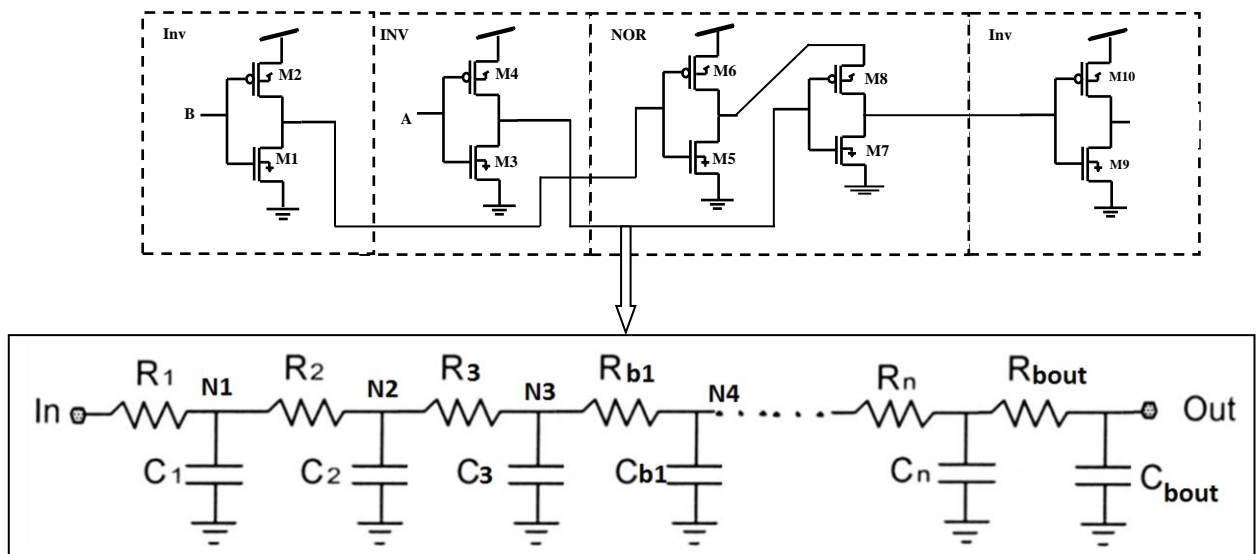 Inv
INV
NOR
Inv
M2
M4
M6
M8
M10
B
A
M1
M3
M5
M7
M9
R1
N1
R2
N2
R3
N3
Rb1
N4
Rn
Rbout
In
Out
C1
C2
C3
Cb1
Cn
Cbout